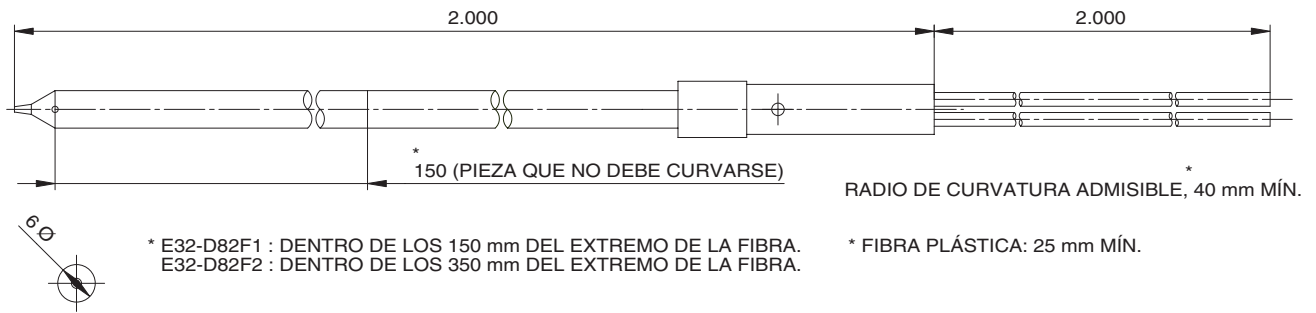 2.000
2.000
*
150 (PIEZA QUE NO DEBE CURVARSE)
*
RADIO DE CURVATURA ADMISIBLE, 40 mm MÍN.
6 Ø
* E32-D82F1 : DENTRO DE LOS 150 mm DEL EXTREMO DE LA FIBRA.
E32-D82F2 : DENTRO DE LOS 350 mm DEL EXTREMO DE LA FIBRA.
* FIBRA PLÁSTICA: 25 mm MÍN.